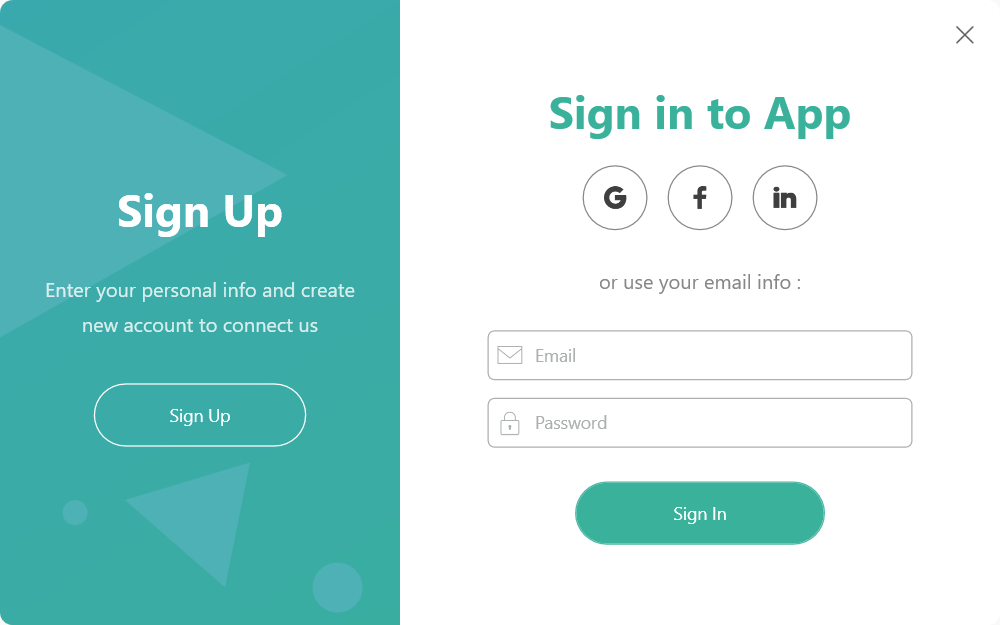 Sign Up
Enter your personal info and create
new account to connect us
Sign Up
Sign in to App
G f in
or use your email info :
Email
Password
Sign In